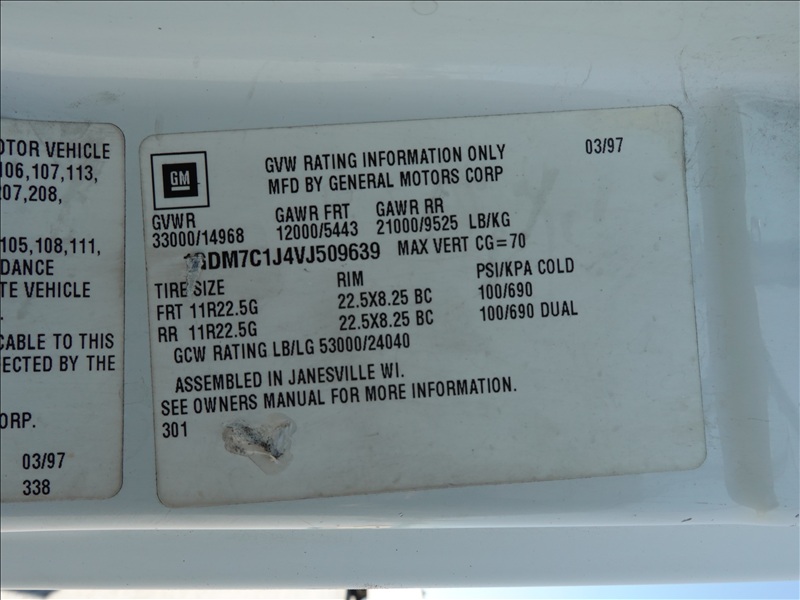 OTOR VEHICLE
106,107,113,
207,208,
105,108,111,
DANCE
TE VEHICLE
CABLE TO THIS
ECTED BY THE
ORP.
03/97
338
GM
GVW RATING INFORMATION ONLY
03/97
MFD BY GENERAL MOTORS CORP
GVWR GAWR FRT GAWR RR
33000/14968 12000/5443 21000/9525 LB/KG
1GDM7C1J4VJ509639 MAX VERT CG=70
TIRE SIZE RIM PSI/KPA COLD
FRT 11R22.5G 22.5X8.25 BC 100/690
RR 11R22.5G 22.5X8.25 BC 100/690 DUAL
GCW RATING LB/LG 53000/24040
ASSEMBLED IN JANESVILLE WI.
SEE OWNERS MANUAL FOR MORE INFORMATION.
301